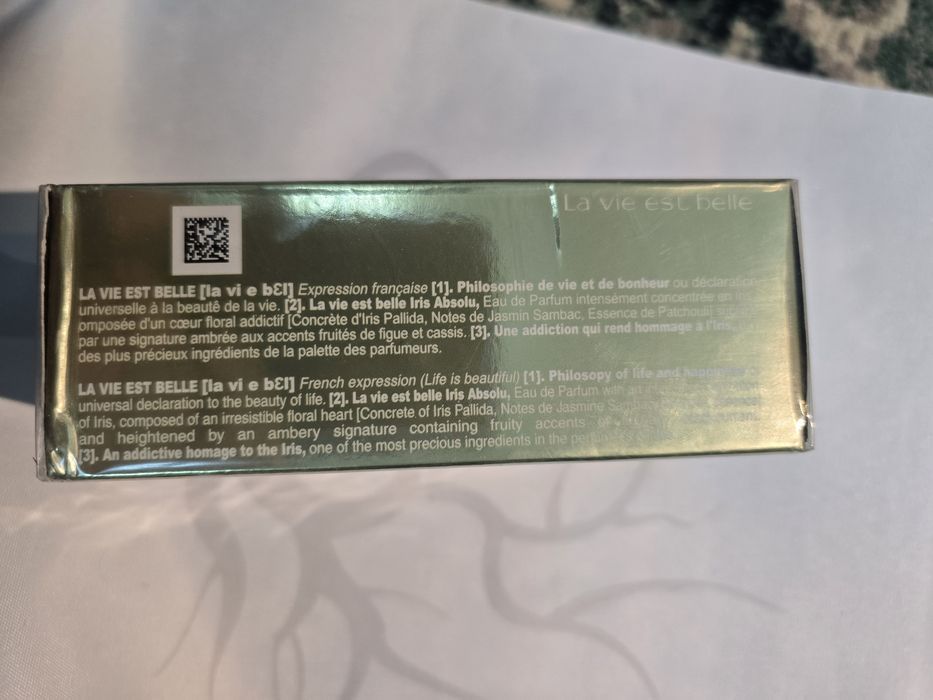 La vie est belle
LA VIE EST BELLE [la vi e bƐl] Expression française [1]. Philosophie de vie et de bonheur ou déclaration
universelle à la beauté de la vie. [2]. La vie est belle Iris Absolu, Eau de Parfum intensément concentrée en
omposée d'un cœur floral addictif [Concrète d'Iris Pallida, Notes de Jasmin Sambac, Essence de Patchouli]
par une signature ambrée aux accents fruités de figue et cassis. [3]. Une addiction qui rend hommage à l'Iris,
des plus précieux ingrédients de la palette des parfumeurs.
LA VIE EST BELLE [la vi e bƐl] French expression (Life is beautiful) [1]. Philosopy of life and happiness
universal declaration to the beauty of life. [2]. La vie est belle Iris Absolu, Eau de Parfum with an
of Iris, composed of an irresistible floral heart [Concrete of Iris Pallida, Notes de Jasmine
and heightened by an ambery signature containing fruity accents of
[3]. An addictive homage to the Iris, one of the most precious ingredients in the